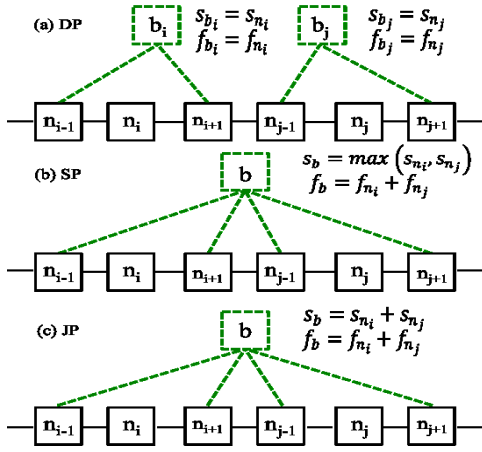 (a) DP
b_i
s_{b_i} = s_{n_i}
f_{b_i} = f_{n_i}
b_j
s_{b_j} = s_{n_j}
f_{b_j} = f_{n_j}
n_{i-1} n_i n_{i+1} n_{j-1} n_j n_{j+1}
(b) SP
b
s_b = max (s_{n_i}, s_{n_j})
f_b = f_{n_i} + f_{n_j}
n_{i-1} n_i n_{i+1} n_{j-1} n_j n_{j+1}
(c) JP
b
s_b = s_{n_i} + s_{n_j}
f_b = f_{n_i} + f_{n_j}
n_{i-1} n_i n_{i+1} n_{j-1} n_j n_{j+1}